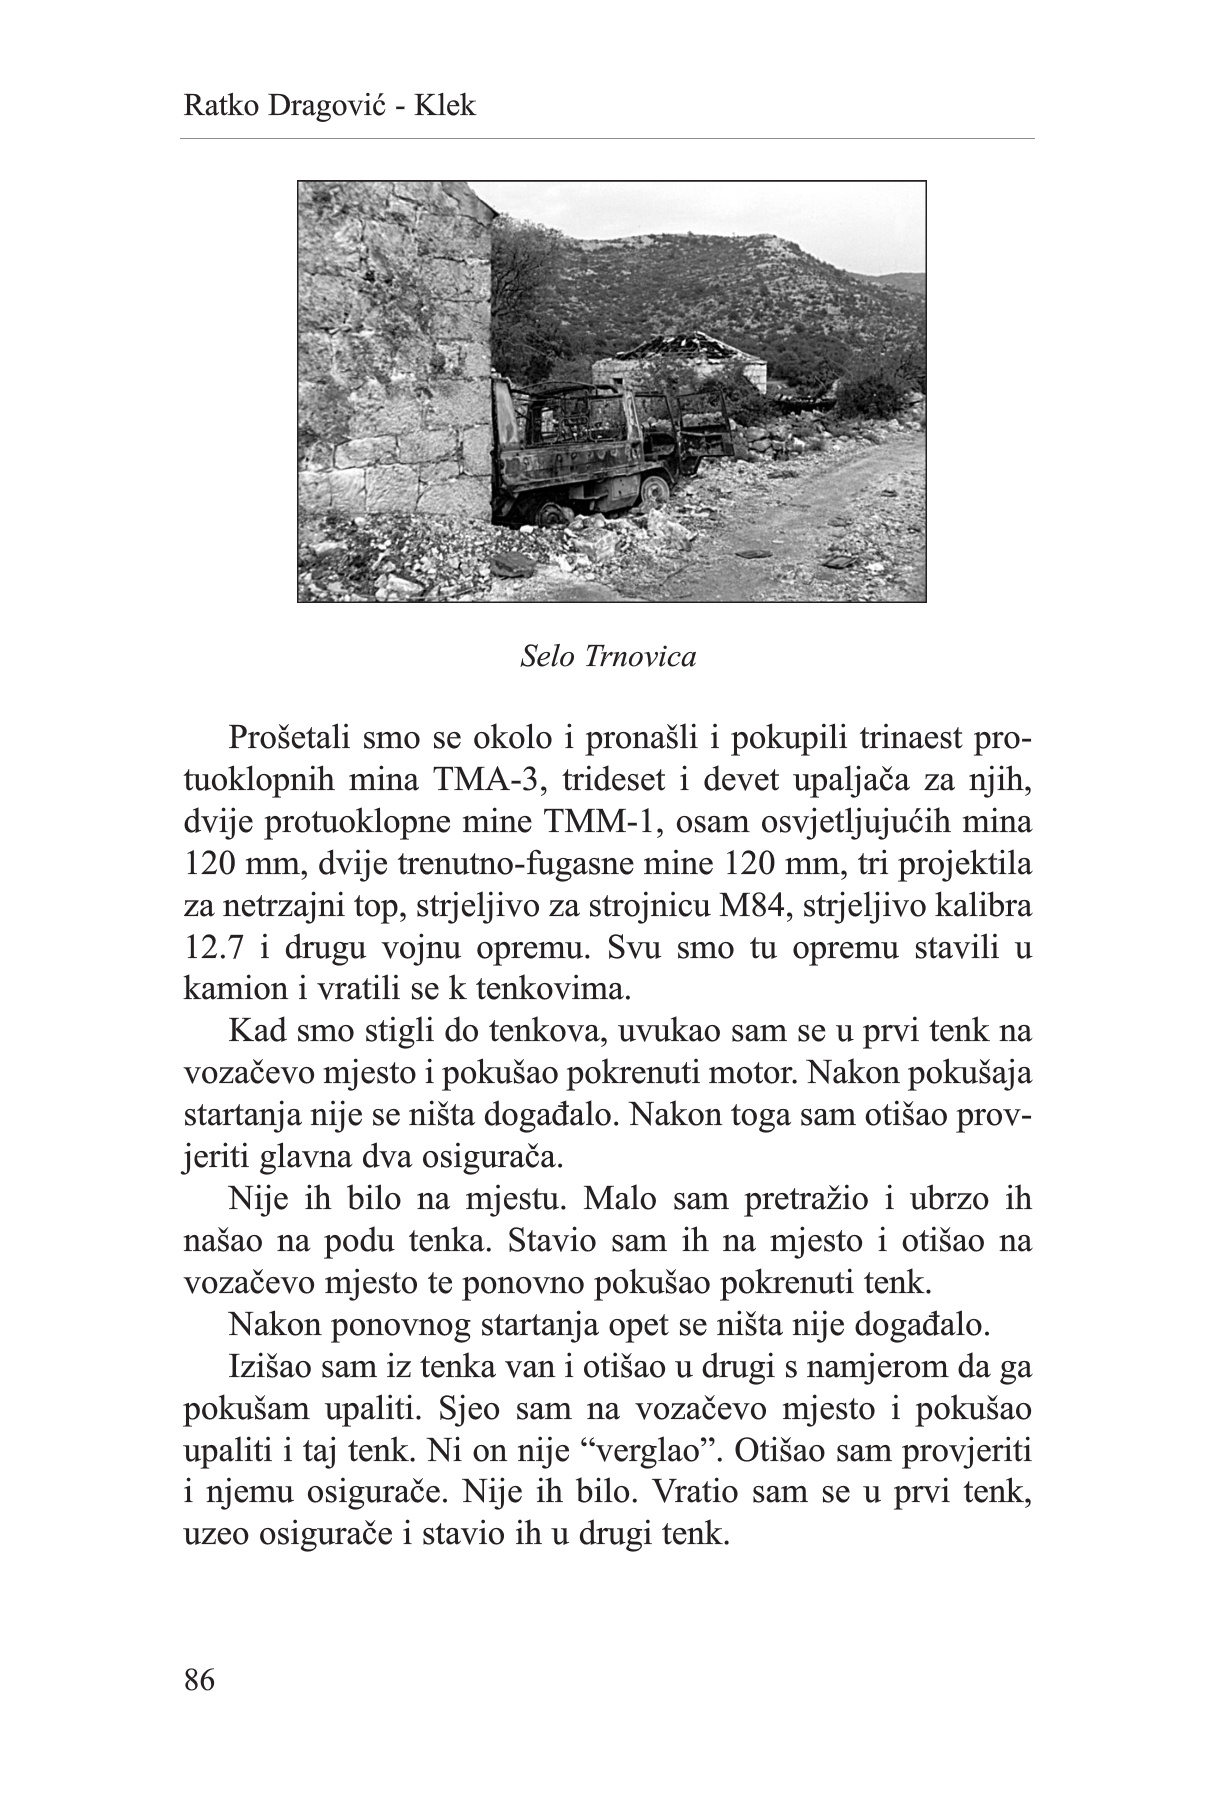 Ratko Dragović - Klek
Selo Trnovica
Prošetali smo se okolo i pronašli i pokupili trinaest pro-
tuoklopnih mina TMA-3, trideset i devet upaljača za njih,
dvije protuoklopne mine TMM-1, osam osvjetljujućih mina
120 mm, dvije trenutno-fugasne mine 120 mm, tri projektila
za netrzajni top, strjeljivo za strojnicu M84, strjeljivo kalibra
12.7 i drugu vojnu opremu. Svu smo tu opremu stavili u
kamion i vratili se k tenkovima.
Kad smo stigli do tenkova, uvukao sam se u prvi tenk na
vozačevo mjesto i pokušao pokrenuti motor. Nakon pokušaja
startanja nije se ništa događalo. Nakon toga sam otišao prov-
jeriti glavna dva osigurača.
Nije ih bilo na mjestu. Malo sam pretražio i ubrzo ih
našao na podu tenka. Stavio sam ih na mjesto i otišao na
vozačevo mjesto te ponovno pokušao pokrenuti tenk.
Nakon ponovnog startanja opet se ništa nije događalo.
Izišao sam iz tenka van i otišao u drugi s namjerom da ga
pokušam upaliti. Sjeo sam na vozačevo mjesto i pokušao
upaliti i taj tenk. Ni on nije “verglao”. Otišao sam provjeriti
i njemu osigurače. Nije ih bilo. Vratio sam se u prvi tenk,
uzeo osigurače i stavio ih u drugi tenk.
86